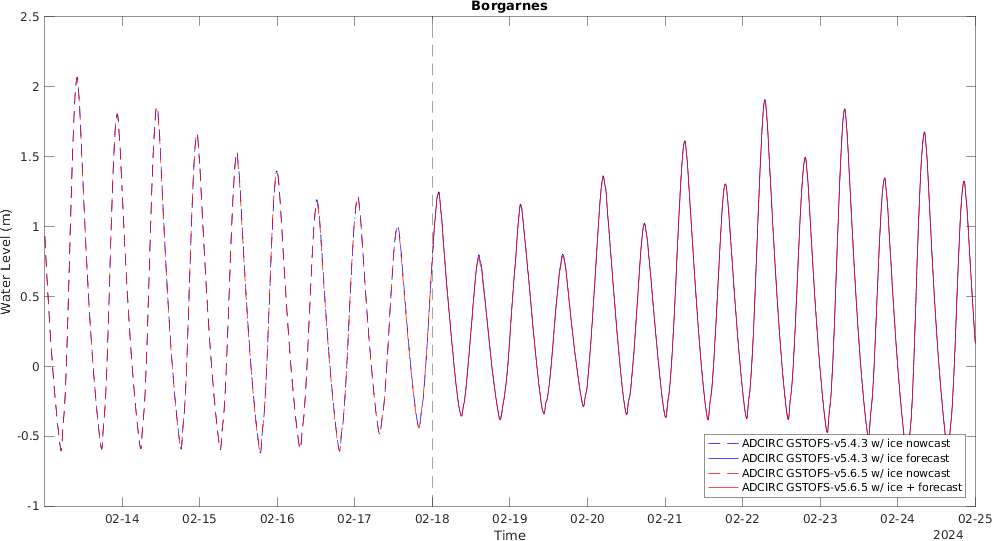 Borgarnes
2.5
2
1.5
1
0.5
0
-0.5
-1
Water Level (m)
02-14 02-15 02-16 02-17 02-18 02-19 02-20 02-21 02-22 02-23 02-24 02-25
Time
2024
ADCIRC GSTOFS-v5.4.3 w/ ice nowcast
ADCIRC GSTOFS-v5.4.3 w/ ice forecast
ADCIRC GSTOFS-v5.6.5 w/ ice nowcast
ADCIRC GSTOFS-v5.6.5 w/ ice + forecast